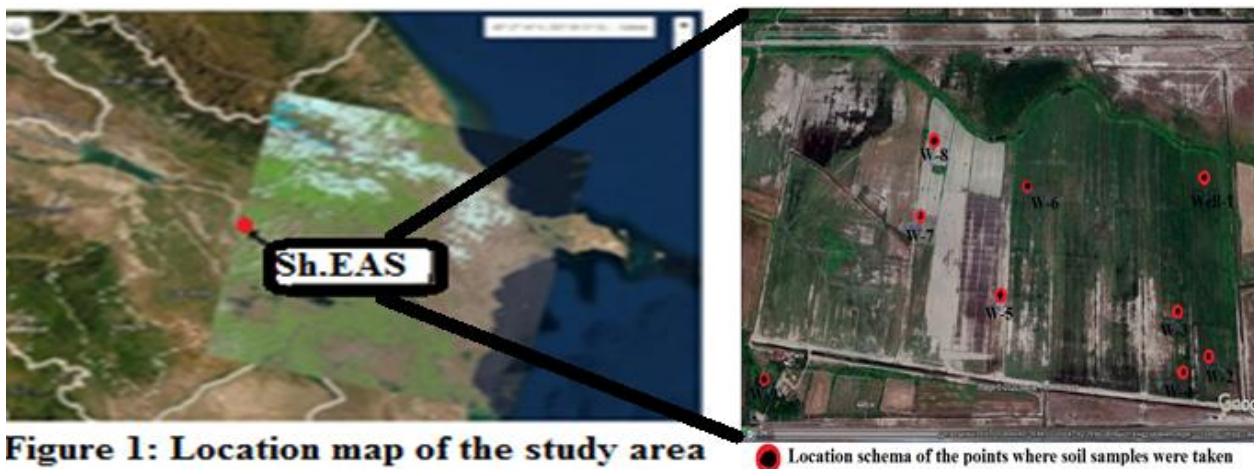 Sh.EAS
Figure 1: Location map of the study area
W-8
W-6
Well-1
W-7
W-5
W-3
W-2
Location schema of the points where soil samples were taken